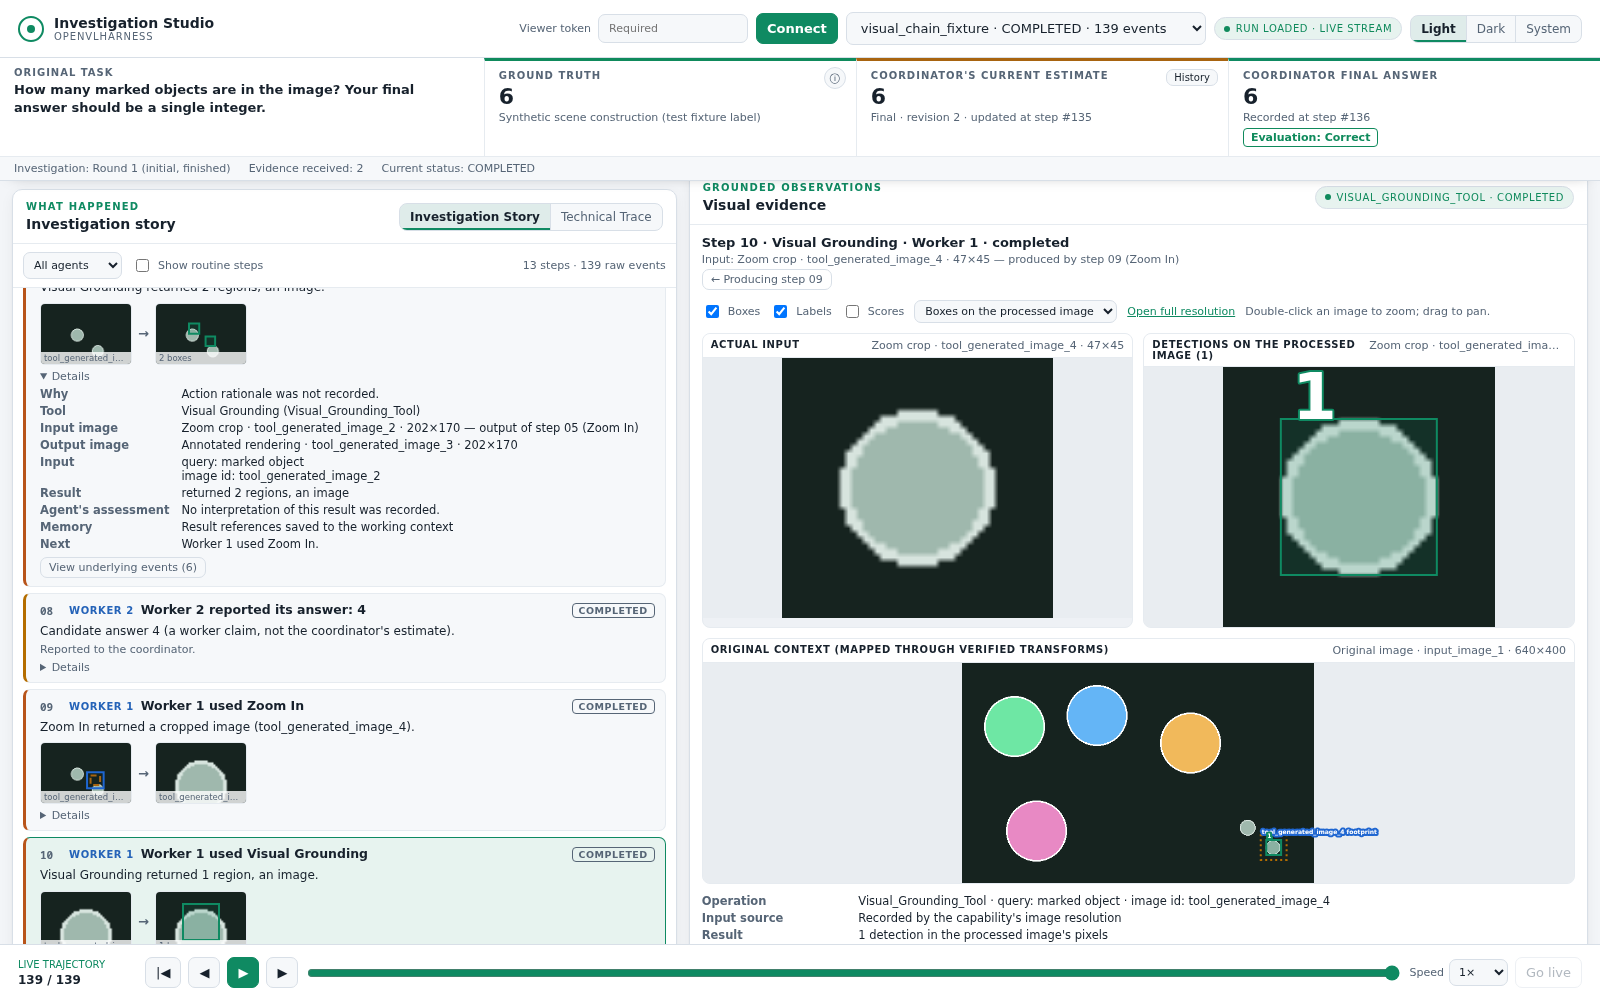 Investigation Studio
OPENVLHARNESS
Viewer token
Required
Connect
visual_chain_fixture · COMPLETED · 139 events
RUN LOADED · LIVE STREAM
Light
Dark
System
ORIGINAL TASK
How many marked objects are in the image? Your final
answer should be a single integer.
GROUND TRUTH
6
Synthetic scene construction (test fixture label)
COORDINATOR'S CURRENT ESTIMATE
History
6
Final · revision 2 · updated at step #135
COORDINATOR FINAL ANSWER
6
Recorded at step #136
Evaluation: Correct
Investigation: Round 1 (initial, finished)
Evidence received: 2
Current status: COMPLETED
WHAT HAPPENED
Investigation story
Investigation Story
Technical Trace
All agents
Show routine steps
13 steps · 139 raw events
Visual Grounding returned 2 regions, an image.
tool_generated_i...
→
2 boxes
▼ Details
Why Action rationale was not recorded.
Tool Visual Grounding (Visual_Grounding_Tool)
Input image Zoom crop · tool_generated_image_2 · 202×170 — output of step 05 (Zoom In)
Output image Annotated rendering · tool_generated_image_3 · 202×170
Input query: marked object
image id: tool_generated_image_2
Result returned 2 regions, an image
Agent's assessment No interpretation of this result was recorded.
Memory Result references saved to the working context
Next Worker 1 used Zoom In.
View underlying events (6)
08 WORKER 2 Worker 2 reported its answer: 4
COMPLETED
Candidate answer 4 (a worker claim, not the coordinator's estimate).
Reported to the coordinator.
▶ Details
09 WORKER 1 Worker 1 used Zoom In
COMPLETED
Zoom In returned a cropped image (tool_generated_image_4).
tool_generated_i...
→
tool_generated_i...
▶ Details
10 WORKER 1 Worker 1 used Visual Grounding
COMPLETED
Visual Grounding returned 1 region, an image.
→
GROUNDED OBSERVATIONS
Visual evidence
VISUAL_GROUNDING_TOOL · COMPLETED
Step 10 · Visual Grounding · Worker 1 · completed
Input: Zoom crop · tool_generated_image_4 · 47×45 — produced by step 09 (Zoom In)
← Producing step 09
Boxes
Labels
Scores
Boxes on the processed image
Open full resolution
Double-click an image to zoom; drag to pan.
ACTUAL INPUT
Zoom crop · tool_generated_image_4 · 47×45
DETECTIONS ON THE PROCESSED
IMAGE (1)
Zoom crop · tool_generated_ima...
1
ORIGINAL CONTEXT (MAPPED THROUGH VERIFIED TRANSFORMS)
Original image · input_image_1 · 640×400
tool_generated_image_4 footprint
1
Operation Visual_Grounding_Tool · query: marked object · image id: tool_generated_image_4
Input source Recorded by the capability's image resolution
Result 1 detection in the processed image's pixels
LIVE TRAJECTORY
139 / 139
Speed
1×
Go live